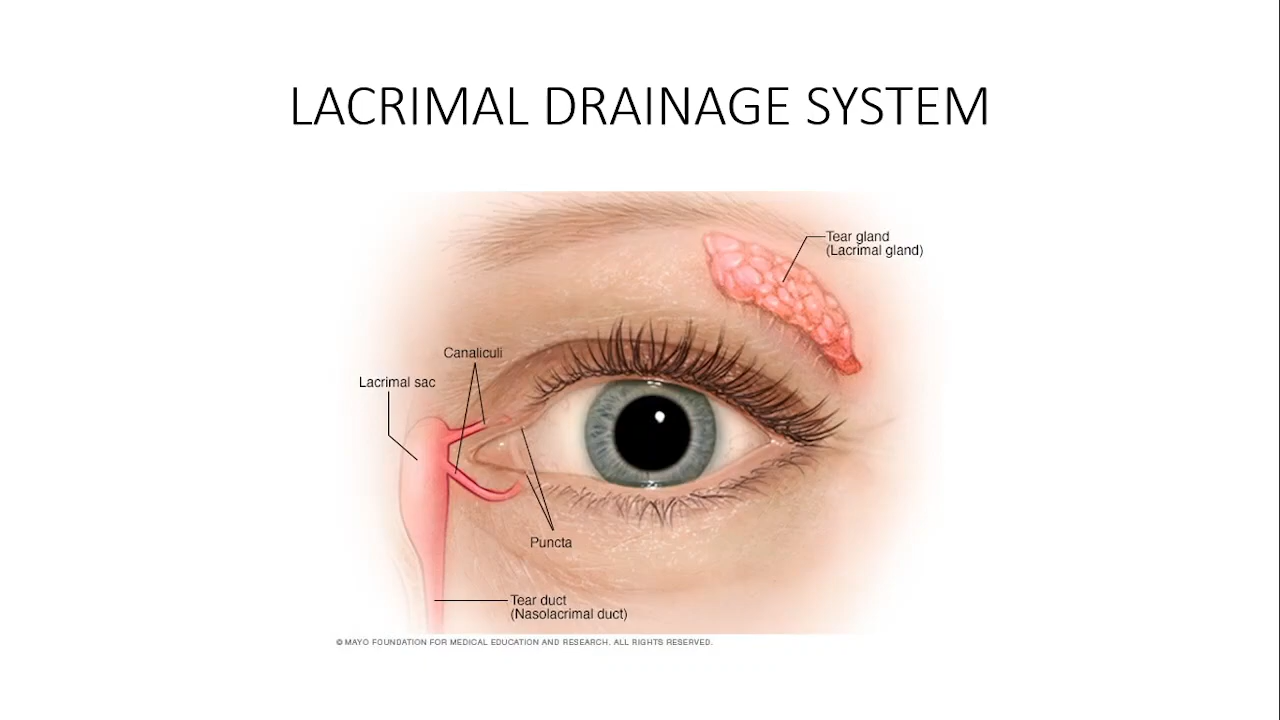 LACRIMAL DRAINAGE SYSTEM
Tear gland
(Lacrimal gland)
Canaliculi
Lacrimal sac
Puncta
Tear duct
(Nasolacrimal duct)
© MAYO FOUNDATION FOR MEDICAL EDUCATION AND RESEARCH. ALL RIGHTS RESERVED.